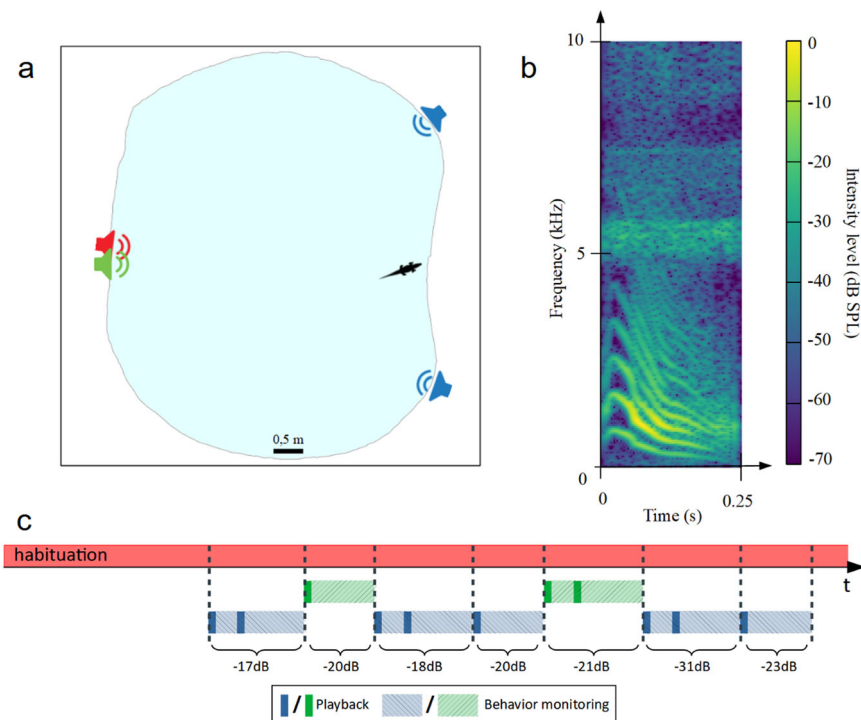 a
0,5 m
b
10
5
0
Frequency (kHz)
0
0.25
Time (s)
0
-10
-20
-30
-40
-50
-60
-70
Intensity level (dB SPL)
c
habituation
t
-17dB
-20dB
-18dB
-20dB
-21dB
-31dB
-23dB
/ Playback
/ Behavior monitoring